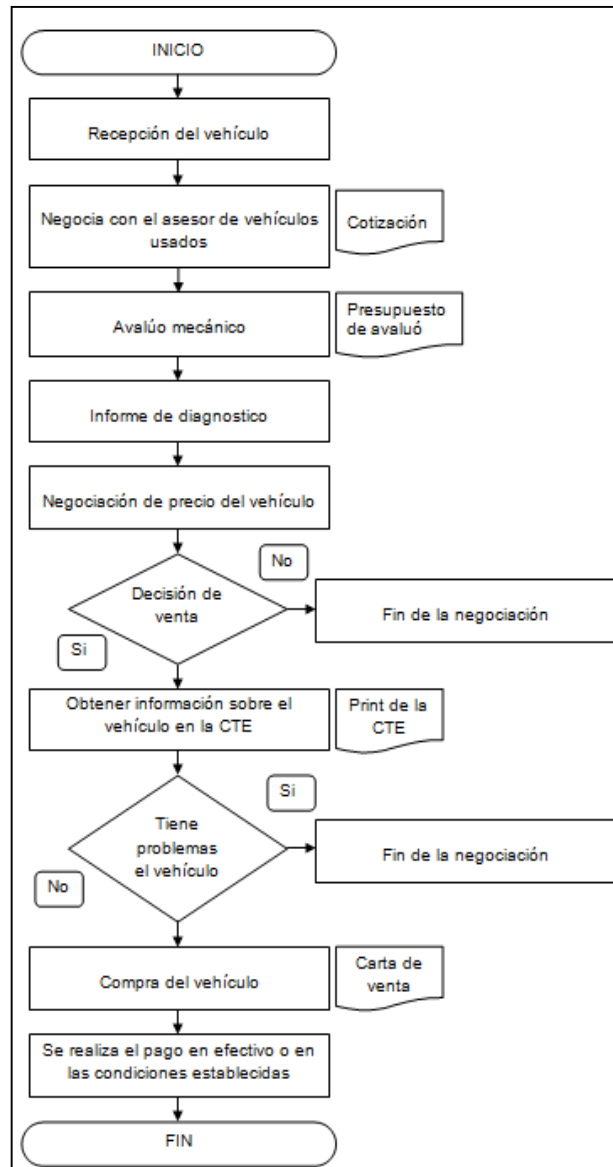 INICIO
Recepción del vehículo
Negocia con el asesor de vehículos
usados
Cotización
Avalúo mecánico
Presupuesto
de avaluó
Informe de diagnostico
Negociación de precio del vehículo
No
Decisión de
venta
Fin de la negociación
Si
Obtener información sobre el
vehículo en la CTE
Print de la
CTE
Si
Tiene
problemas
el vehículo
Fin de la negociación
No
Compra del vehículo
Carta de
venta
Se realiza el pago en efectivo o en
las condiciones establecidas
FIN